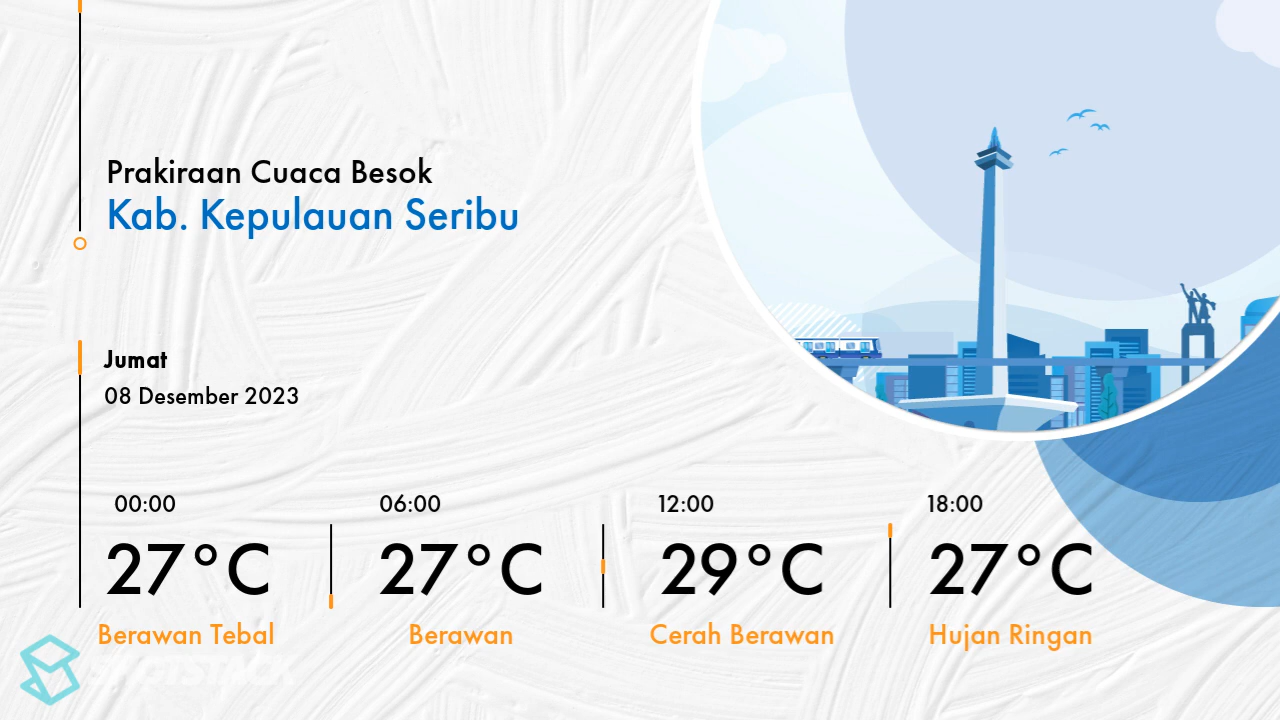 Prakiraan Cuaca Besok
Kab. Kepulauan Seribu
Jumat
08 Desember 2023
00:00 06:00 12:00 18:00
27°C 27°C 29°C 27°C
Berawan Tebal Berawan Cerah Berawan Hujan Ringan